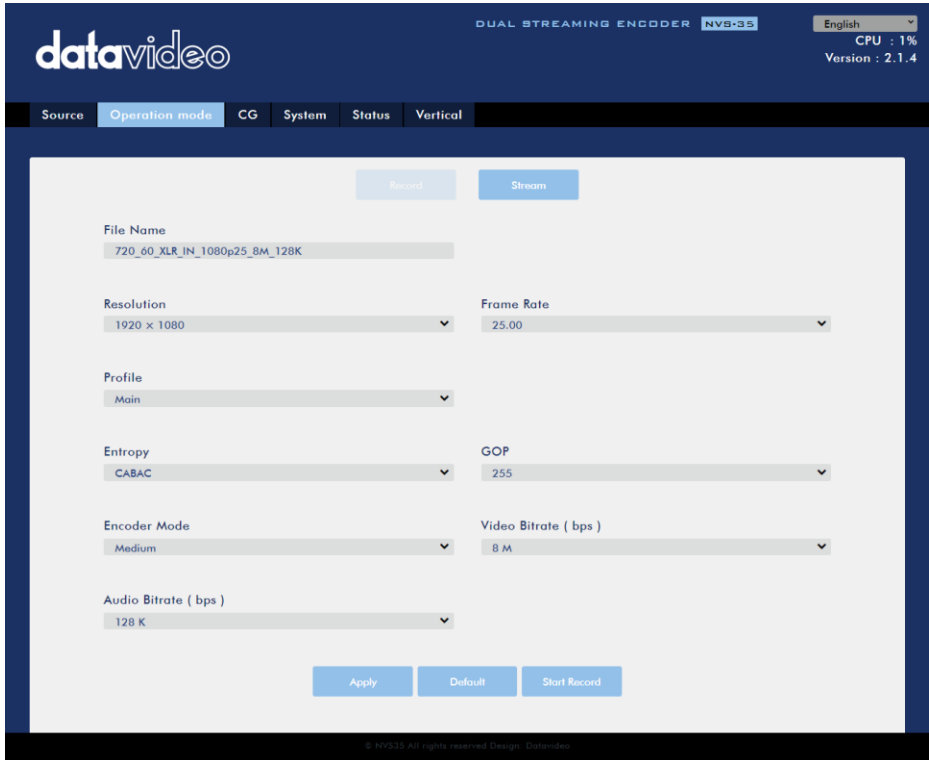 datavideo
DUAL STREAMING ENCODER NVS-35
English
CPU : 1%
Version : 2.1.4
Source Operation mode CG System Status Vertical
Record Stream
File Name
720_60_XLR_IN_1080p25_8M_128K
Resolution Frame Rate
1920 × 1080 25.00
Profile
Main
Entropy GOP
CABAC 255
Encoder Mode Video Bitrate ( bps )
Medium 8 M
Audio Bitrate ( bps )
128 K
Apply Default Start Record
© NVS35 All rights reserved Design: Datavideo